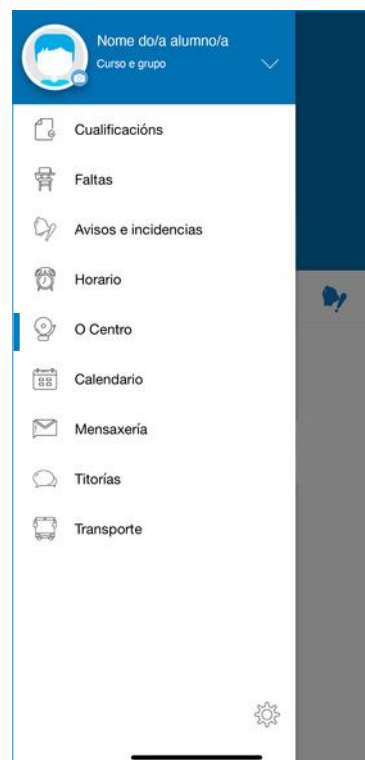 Nome do/a alumno/a
Curso e grupo
Cualificacións
Faltas
Avisos e incidencias
Horario
O Centro
Calendario
Mensaxería
Titorías
Transporte